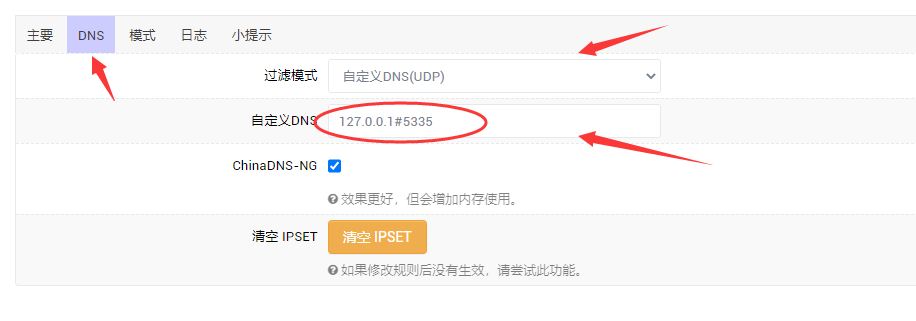 主要 DNS 模式 日志 小提示
过滤模式 自定义DNS(UDP)
自定义DNS 127.0.0.1#5335
ChinaDNS-NG
效果更好，但会增加内存使用。
清空 IPSET 清空 IPSET
如果修改规则后没有生效，请尝试此功能。